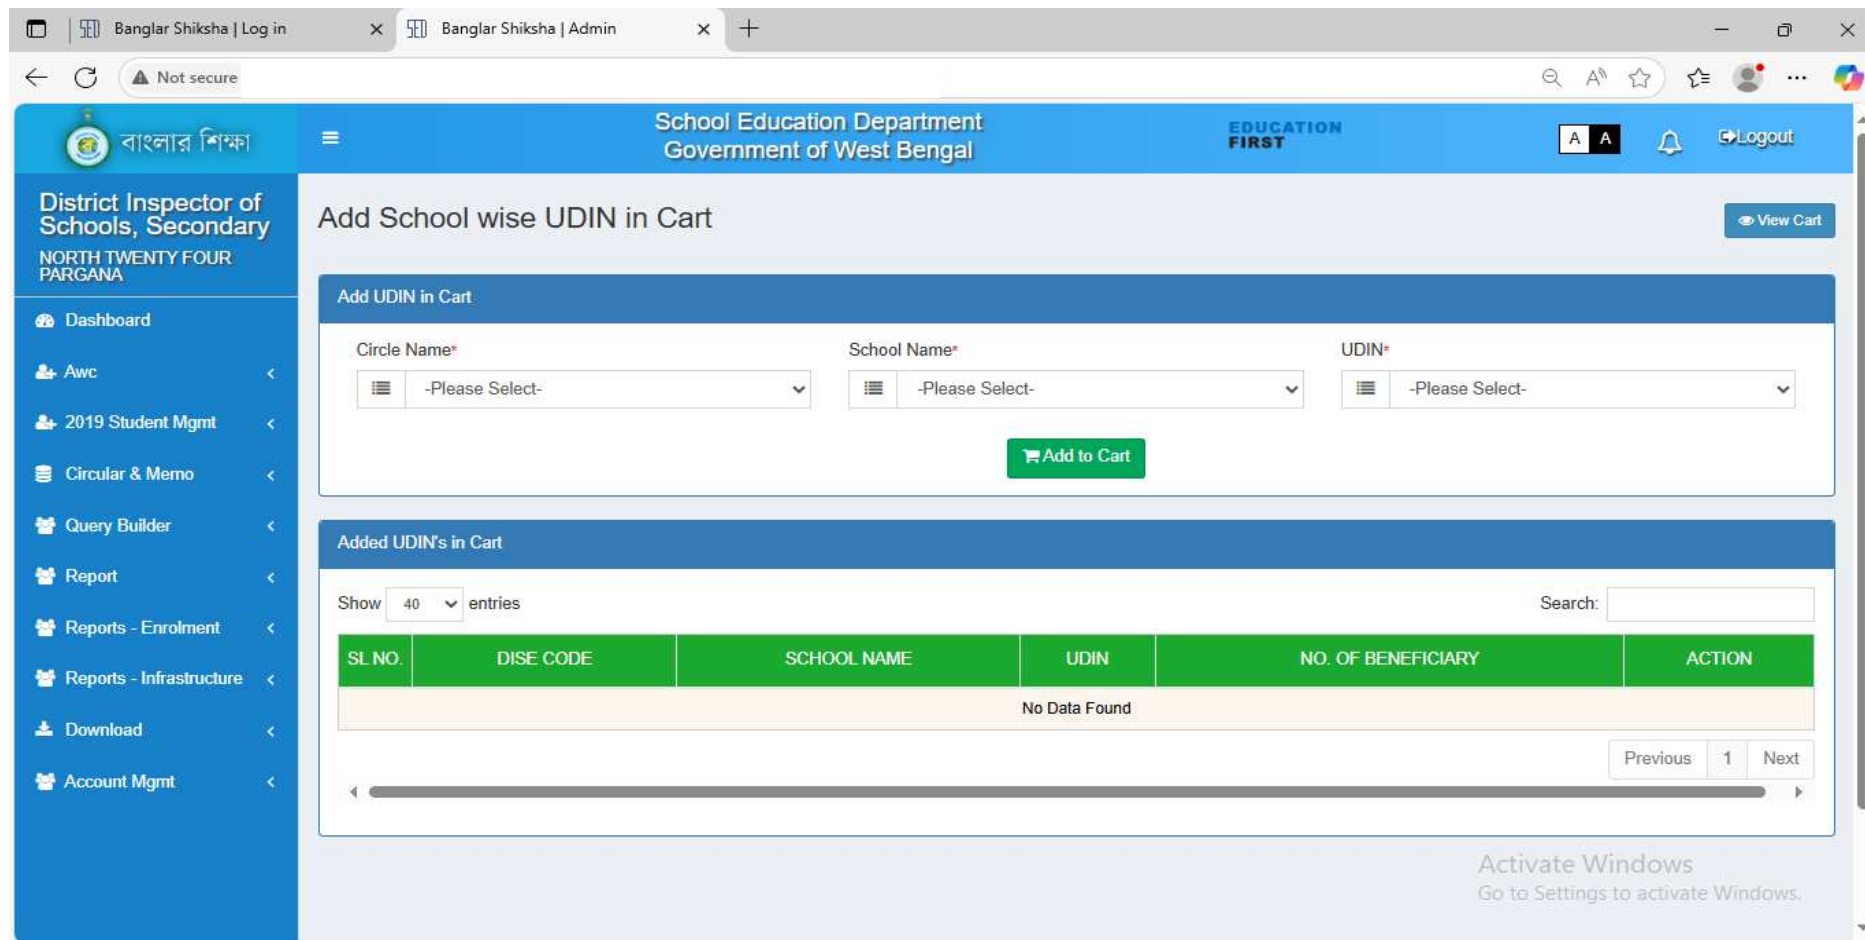 Banglar Shiksha | Log in
Banglar Shiksha | Admin
Not secure
বাংলার শিক্ষা
School Education Department
Government of West Bengal
EDUCATION
FIRST
A A
Logout
District Inspector of
Schools, Secondary
NORTH TWENTY FOUR
PARGANA
Dashboard
Awc
2019 Student Mgmt
Circular & Memo
Query Builder
Report
Reports - Enrolment
Reports - Infrastructure
Download
Account Mgmt
Add School wise UDIN in Cart
View Cart
Add UDIN in Cart
Circle Name* School Name* UDIN*
-Please Select- -Please Select- -Please Select-
Add to Cart
Added UDIN's in Cart
Show 40 entries Search:
SL NO. DISE CODE SCHOOL NAME UDIN NO. OF BENEFICIARY ACTION
No Data Found
Previous 1 Next
Activate Windows
Go to Settings to activate Windows.